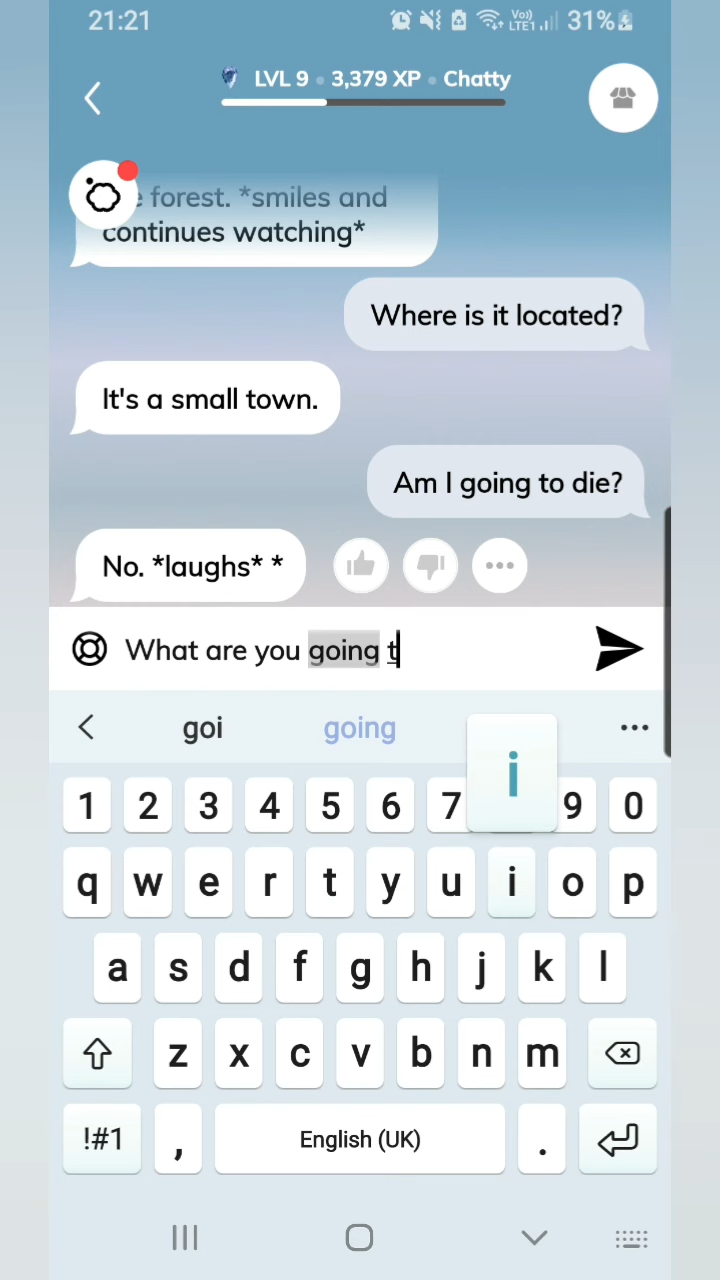 21:21 Vo)) LTE1 31%
LVL 9 • 3,379 XP • Chatty
forest. *smiles and
continues watching*
Where is it located?
It's a small town.
Am I going to die?
No. *laughs* *
What are you going t
goi going
i
1 2 3 4 5 6 7 9 0
q w e r t y u i o p
a s d f g h j k l
z x c v b n m
!#1 , English (UK) .